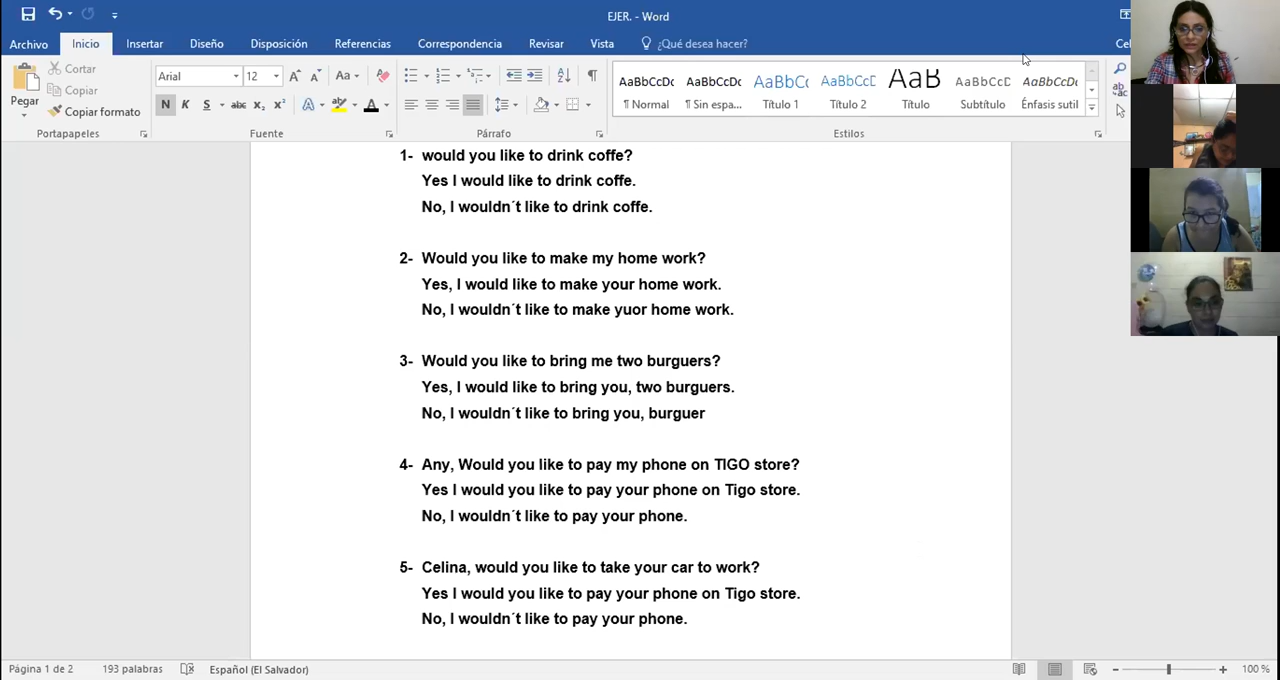 EJER. - Word
Archivo Inicio Insertar Diseño Disposición Referencias Correspondencia Revisar Vista ¿Qué desea hacer? Cel
Pegar
Cortar
Copiar
Copiar formato
Arial 12
N K S abc x₂ x²
AaBbCcDc AaBbCcDc AaBbC AaBbCcD AaB AaBbCcD AaBbCcDc
¶ Normal ¶ Sin espa... Título 1 Título 2 Título Subtítulo Énfasis sutil
Portapapeles Fuente Párrafo Estilos
1- would you like to drink coffe?
Yes I would like to drink coffe.
No, I wouldn´t like to drink coffe.
2- Would you like to make my home work?
Yes, I would like to make your home work.
No, I wouldn´t like to make yuor home work.
3- Would you like to bring me two burguers?
Yes, I would like to bring you, two burguers.
No, I wouldn´t like to bring you, burguer
4- Any, Would you like to pay my phone on TIGO store?
Yes I would you like to pay your phone on Tigo store.
No, I wouldn´t like to pay your phone.
5- Celina, would you like to take your car to work?
Yes I would you like to pay your phone on Tigo store.
No, I wouldn´t like to pay your phone.
Página 1 de 2 193 palabras Español (El Salvador) 100 %